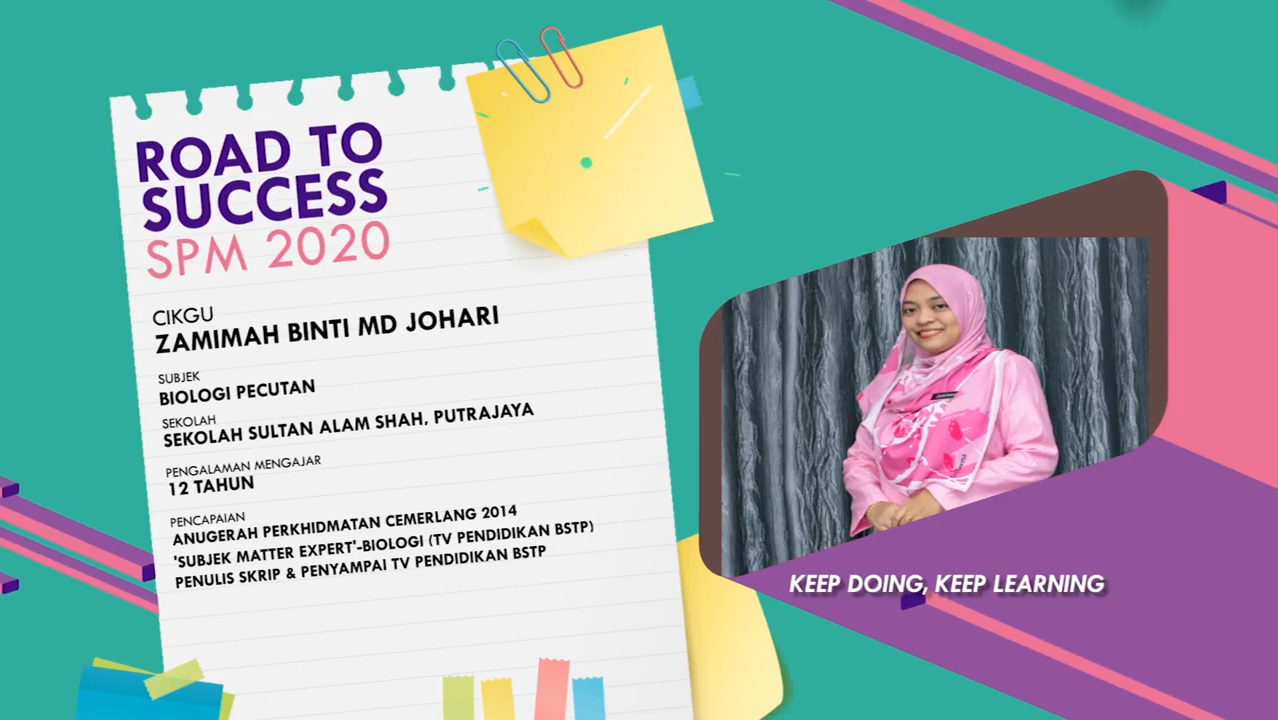 ROAD TO
SUCCESS
SPM 2020
CIKGU
ZAMIMAH BINTI MD JOHARI
SUBJEK
BIOLOGI PECUTAN
SEKOLAH
SEKOLAH SULTAN ALAM SHAH, PUTRAJAYA
PENGALAMAN MENGAJAR
12 TAHUN
PENCAPAIAN
ANUGERAH PERKHIDMATAN CEMERLANG 2014
'SUBJEK MATTER EXPERT'-BIOLOGI (TV PENDIDIKAN BSTP)
PENULIS SKRIP & PENYAMPAI TV PENDIDIKAN BSTP
KEEP DOING, KEEP LEARNING